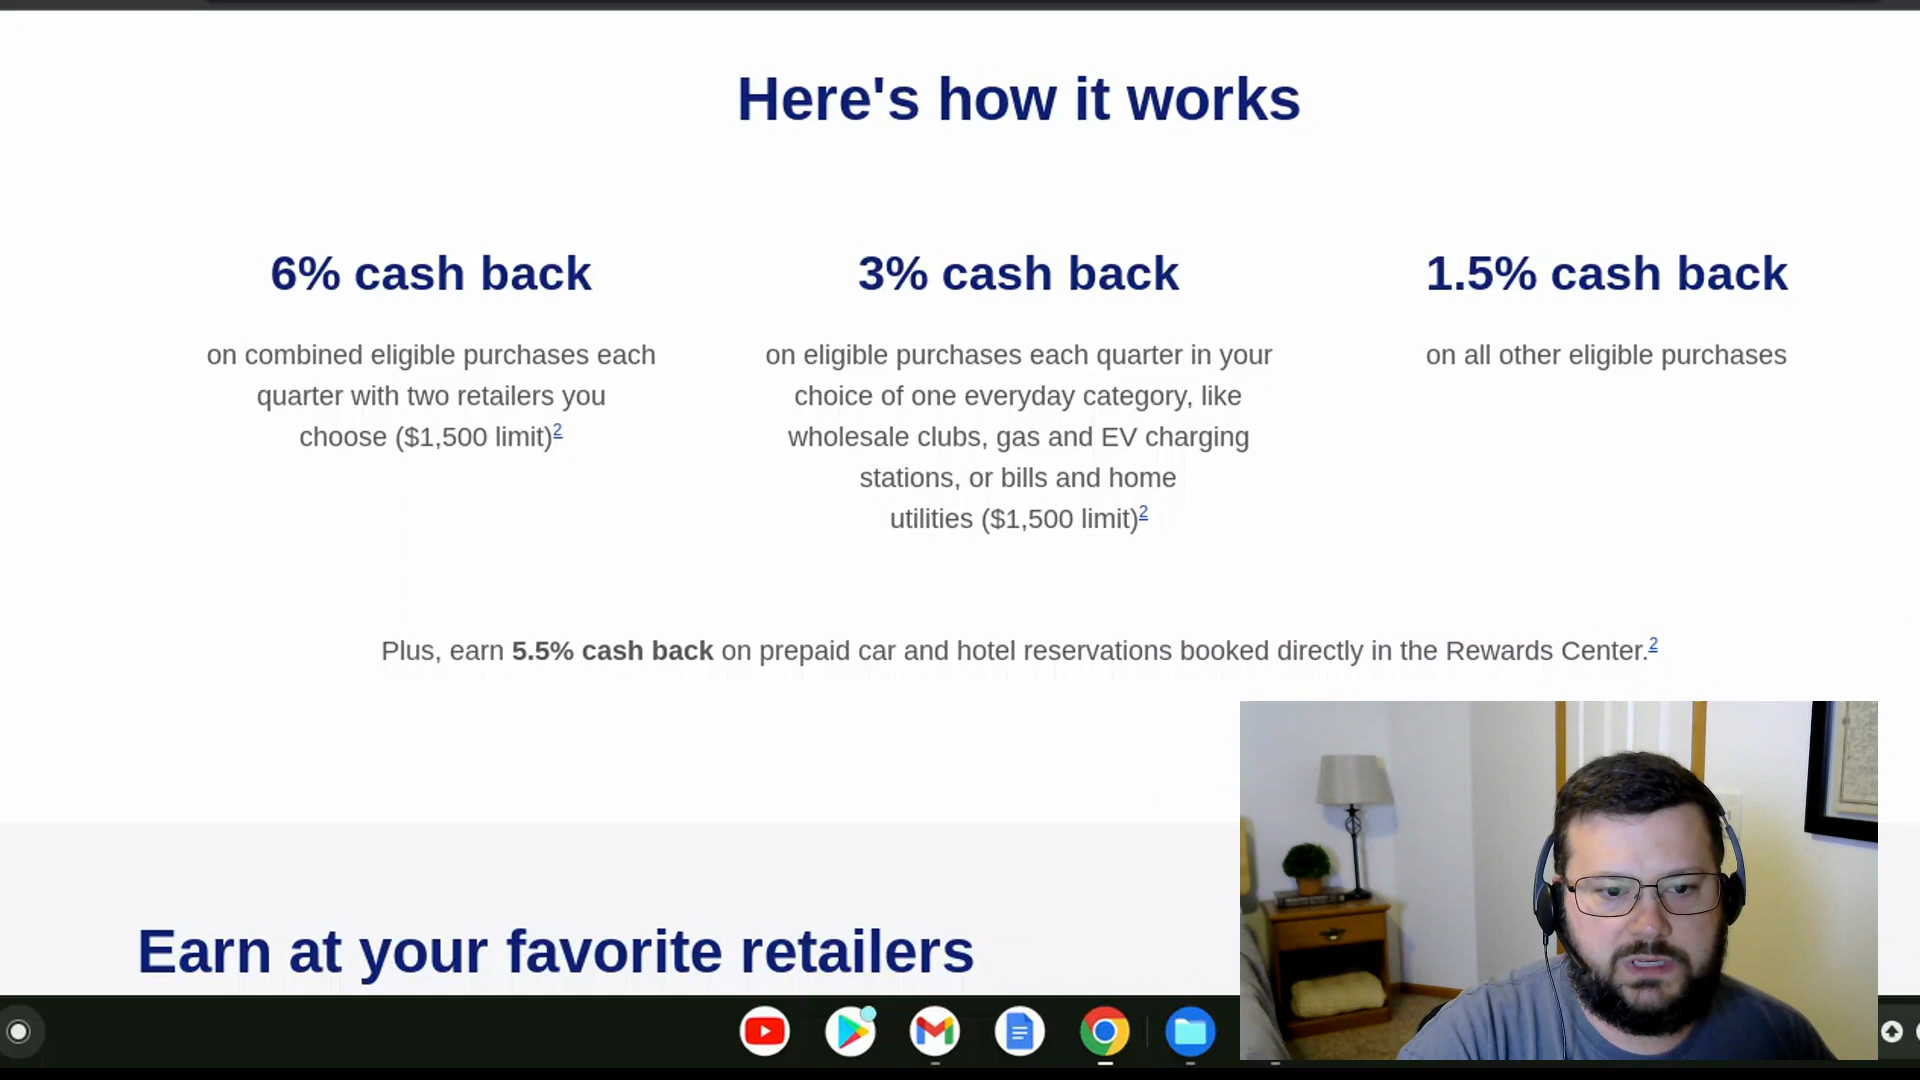 Here's how it works
6% cash back
on combined eligible purchases each
quarter with two retailers you
choose ($1,500 limit)2
3% cash back
on eligible purchases each quarter in your
choice of one everyday category, like
wholesale clubs, gas and EV charging
stations, or bills and home
utilities ($1,500 limit)2
1.5% cash back
on all other eligible purchases
Plus, earn 5.5% cash back on prepaid car and hotel reservations booked directly in the Rewards Center.2
Earn at your favorite retailers